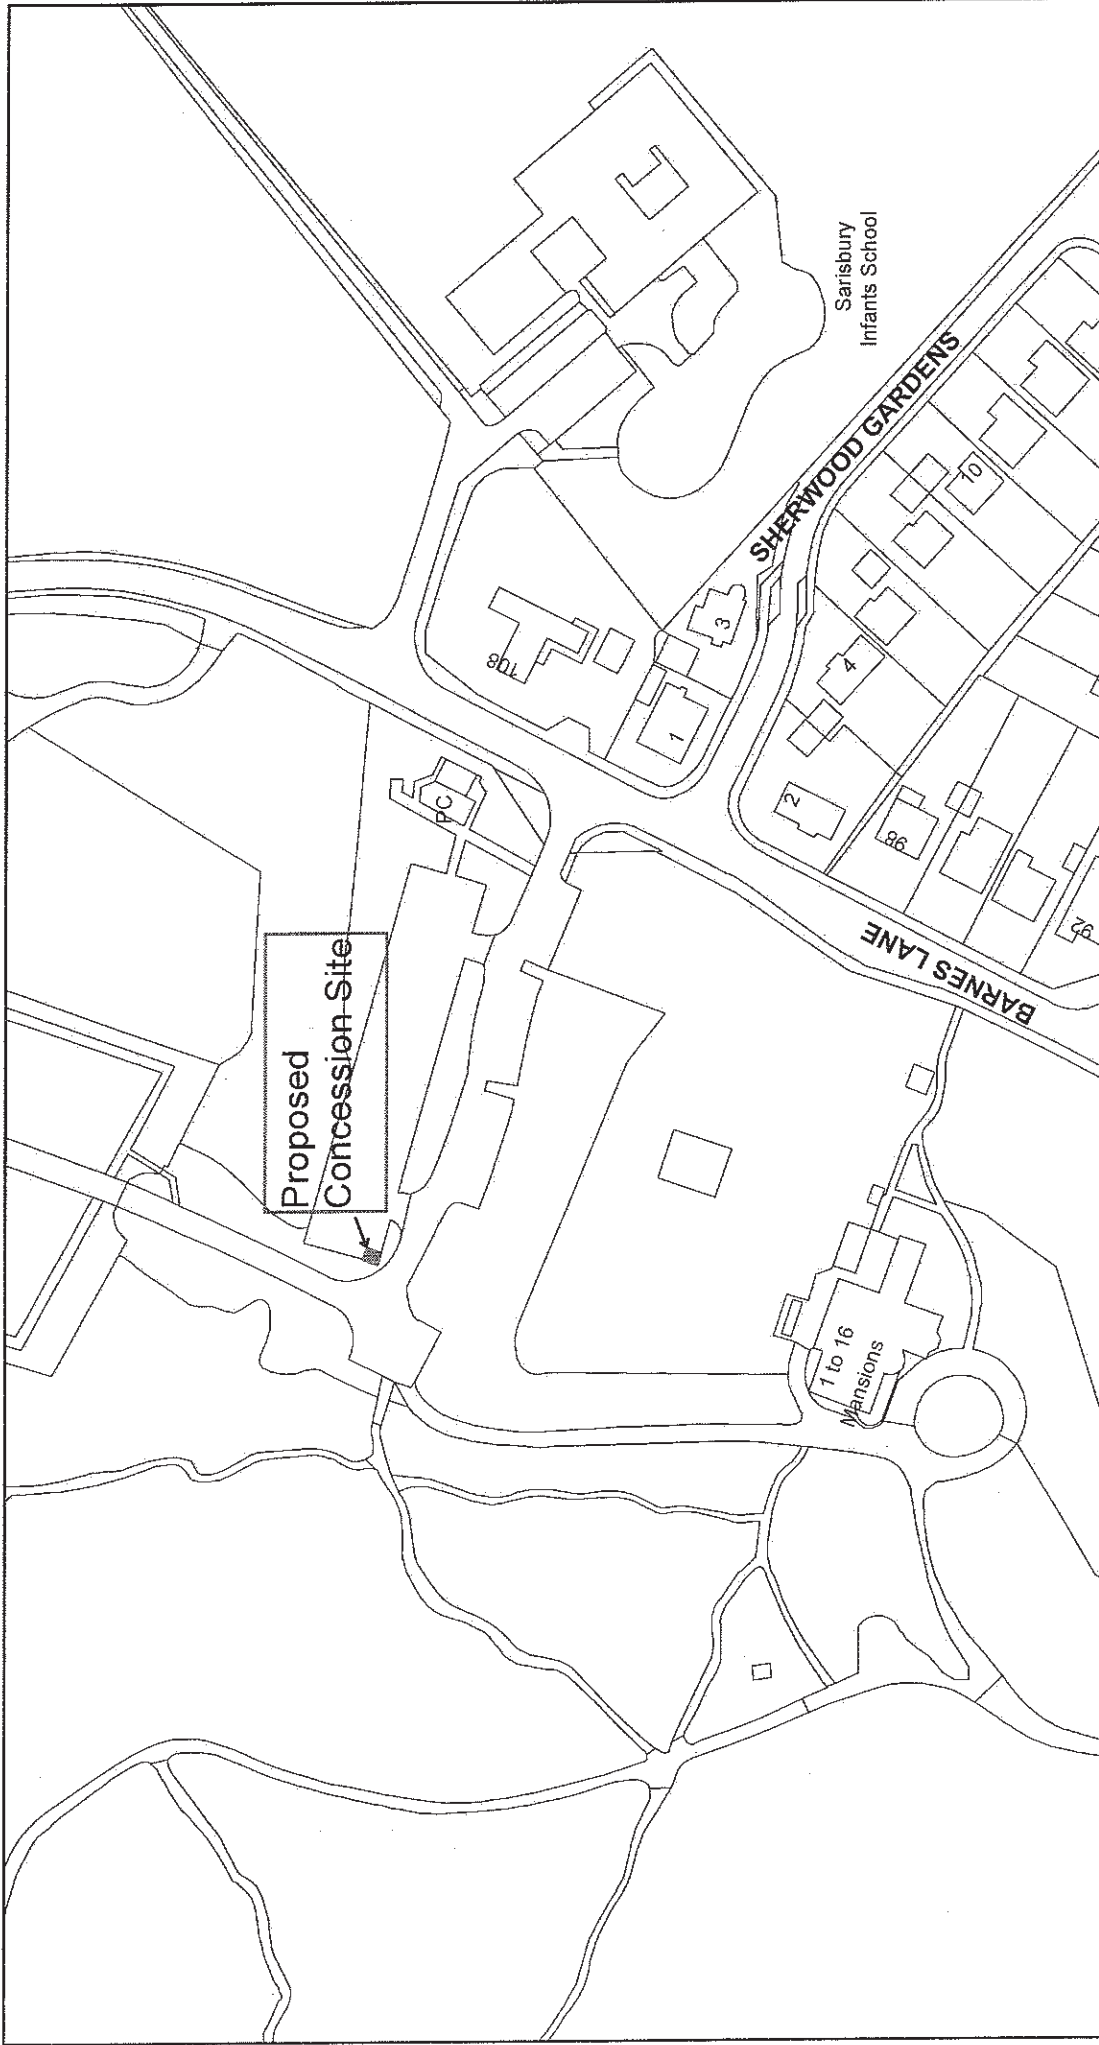 Proposed
Concession Site
PC
108
Sarisbury
Infants School
SHERWOOD GARDENS
BARNES LANE
1
3
2
4
10
98
92
1 to 16
Mansions